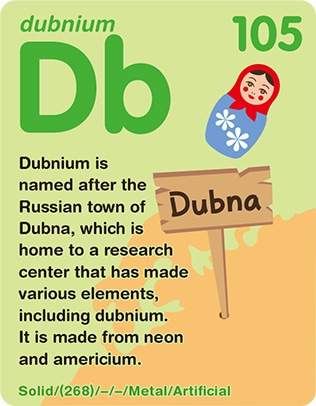 dubnium
Db
105
Dubnium is
named after the
Russian town of
Dubna, which is
home to a research
center that has made
various elements,
including dubnium.
It is made from neon
and americium.
Dubna
Solid/(268)/–/–/Metal/Artificial